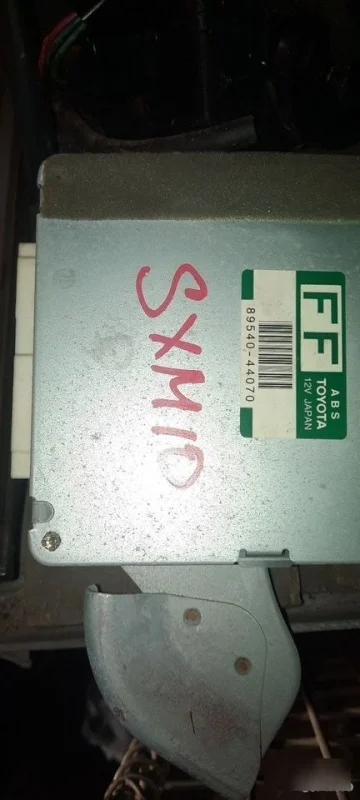 SXM10
FF
ABS
TOYOTA
12V JAPAN
89540-44070